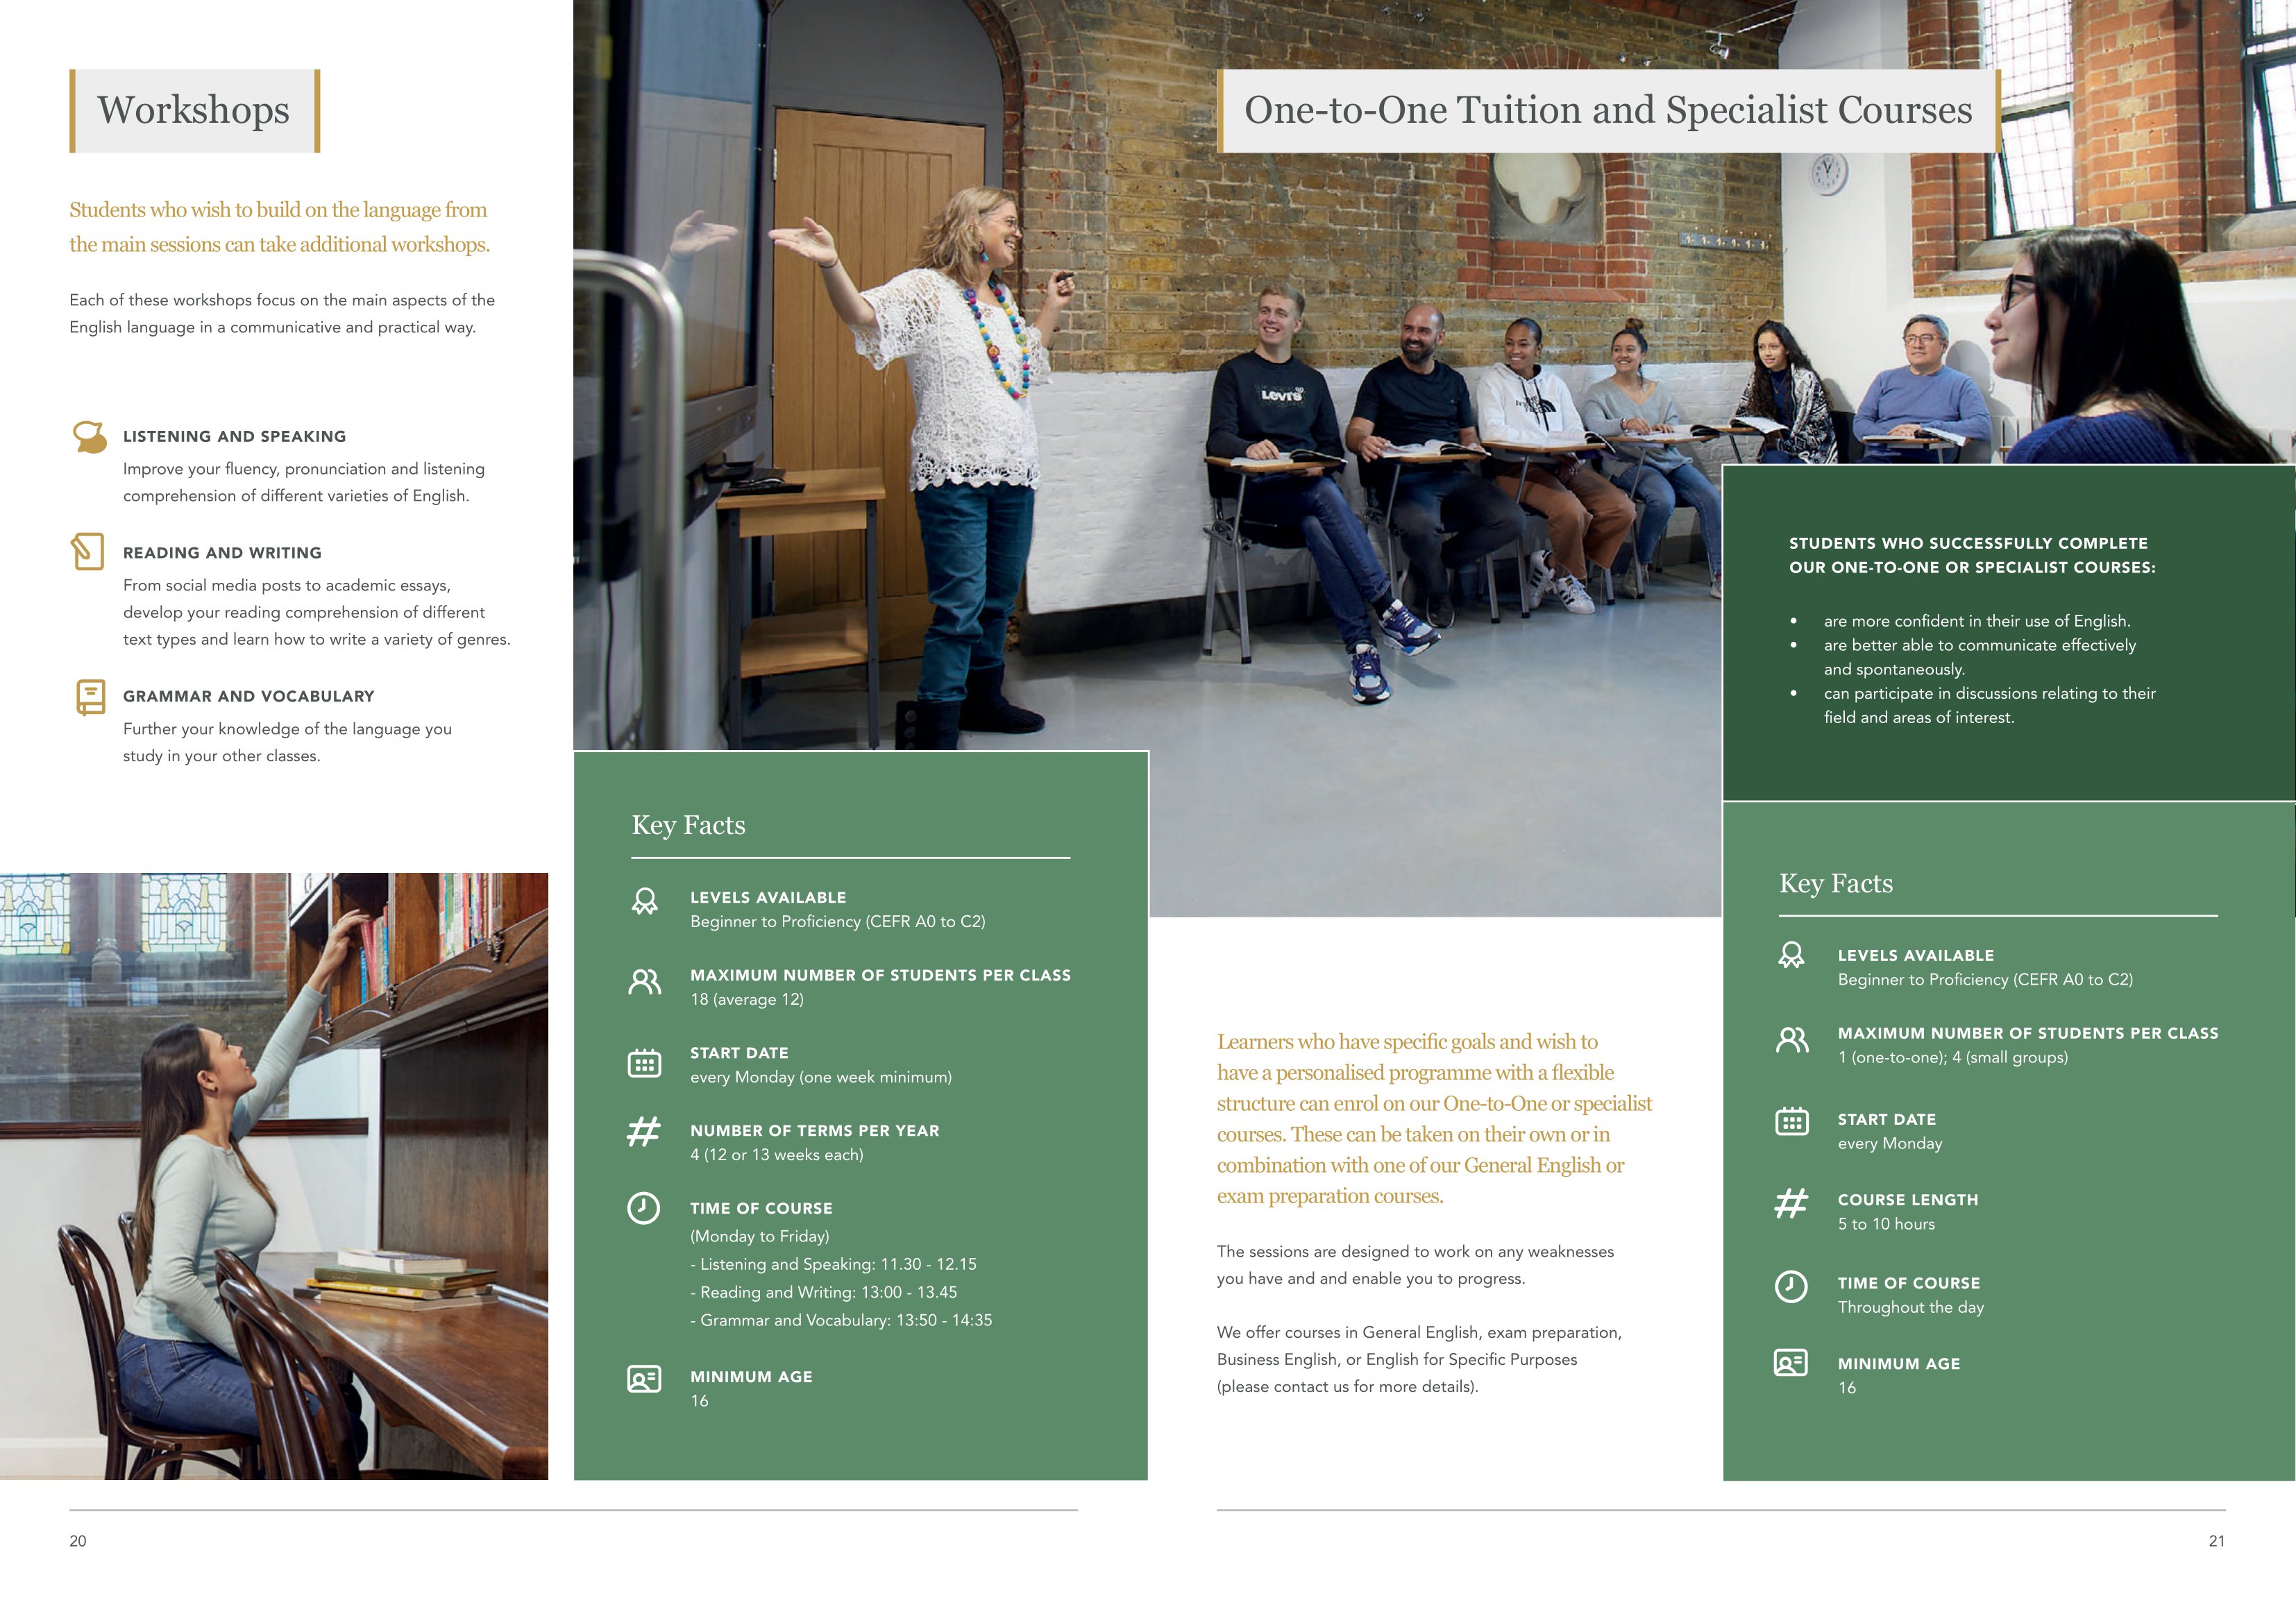 Workshops
Students who wish to build on the language from
the main sessions can take additional workshops.
Each of these workshops focus on the main aspects of the
English language in a communicative and practical way.
LISTENING AND SPEAKING
Improve your fluency, pronunciation and listening
comprehension of different varieties of English.
READING AND WRITING
From social media posts to academic essays,
develop your reading comprehension of different
text types and learn how to write a variety of genres.
GRAMMAR AND VOCABULARY
Further your knowledge of the language you
study in your other classes.
Key Facts
LEVELS AVAILABLE
Beginner to Proficiency (CEFR A0 to C2)
MAXIMUM NUMBER OF STUDENTS PER CLASS
18 (average 12)
START DATE
every Monday (one week minimum)
NUMBER OF TERMS PER YEAR
4 (12 or 13 weeks each)
TIME OF COURSE
(Monday to Friday)
- Listening and Speaking: 11.30 - 12.15
- Reading and Writing: 13:00 - 13.45
- Grammar and Vocabulary: 13:50 - 14:35
MINIMUM AGE
16
20
One-to-One Tuition and Specialist Courses
Levi's
STUDENTS WHO SUCCESSFULLY COMPLETE
OUR ONE-TO-ONE OR SPECIALIST COURSES:
• are more confident in their use of English.
• are better able to communicate effectively
and spontaneously.
• can participate in discussions relating to their
field and areas of interest.
Learners who have specific goals and wish to
have a personalised programme with a flexible
structure can enrol on our One-to-One or specialist
courses. These can be taken on their own or in
combination with one of our General English or
exam preparation courses.
The sessions are designed to work on any weaknesses
you have and and enable you to progress.
We offer courses in General English, exam preparation,
Business English, or English for Specific Purposes
(please contact us for more details).
Key Facts
LEVELS AVAILABLE
Beginner to Proficiency (CEFR A0 to C2)
MAXIMUM NUMBER OF STUDENTS PER CLASS
1 (one-to-one); 4 (small groups)
START DATE
every Monday
COURSE LENGTH
5 to 10 hours
TIME OF COURSE
Throughout the day
MINIMUM AGE
16
21